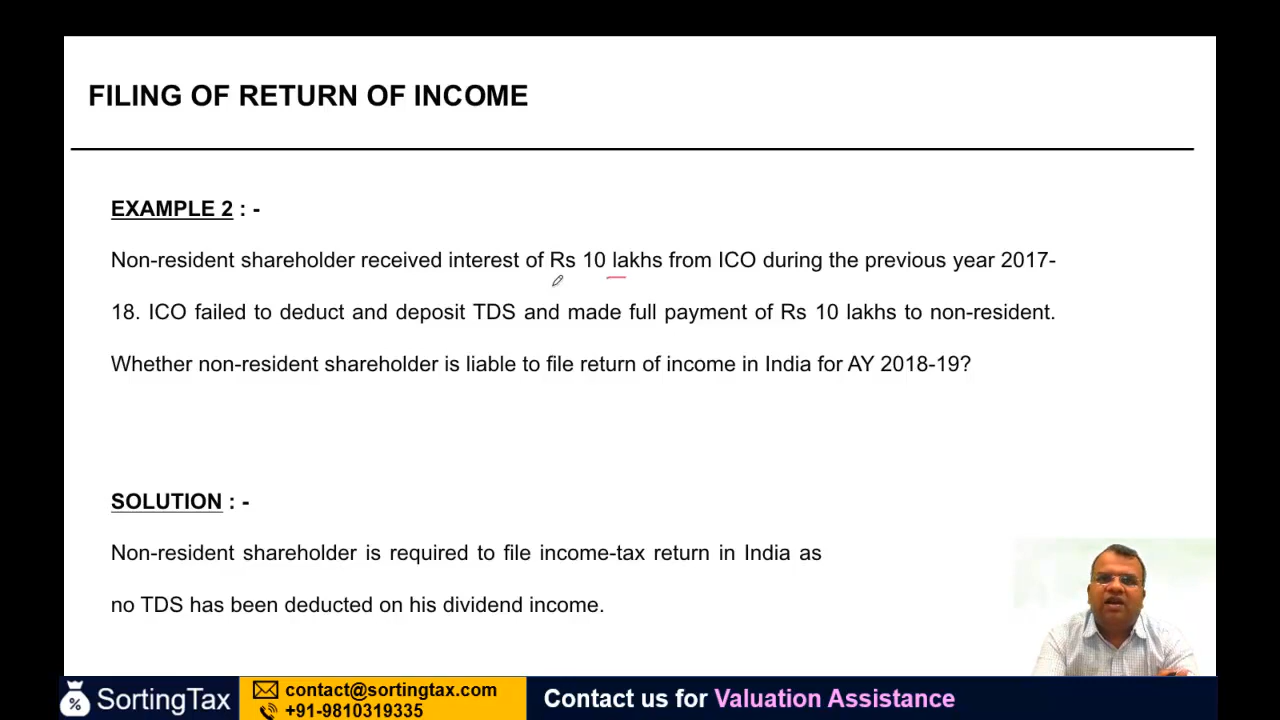 FILING OF RETURN OF INCOME
EXAMPLE 2 : -
Non-resident shareholder received interest of Rs 10 lakhs from ICO during the previous year 2017-
18. ICO failed to deduct and deposit TDS and made full payment of Rs 10 lakhs to non-resident.
Whether non-resident shareholder is liable to file return of income in India for AY 2018-19?
SOLUTION : -
Non-resident shareholder is required to file income-tax return in India as
no TDS has been deducted on his dividend income.
% SortingTax
contact@sortingtax.com
+91-9810319335
Contact us for Valuation Assistance